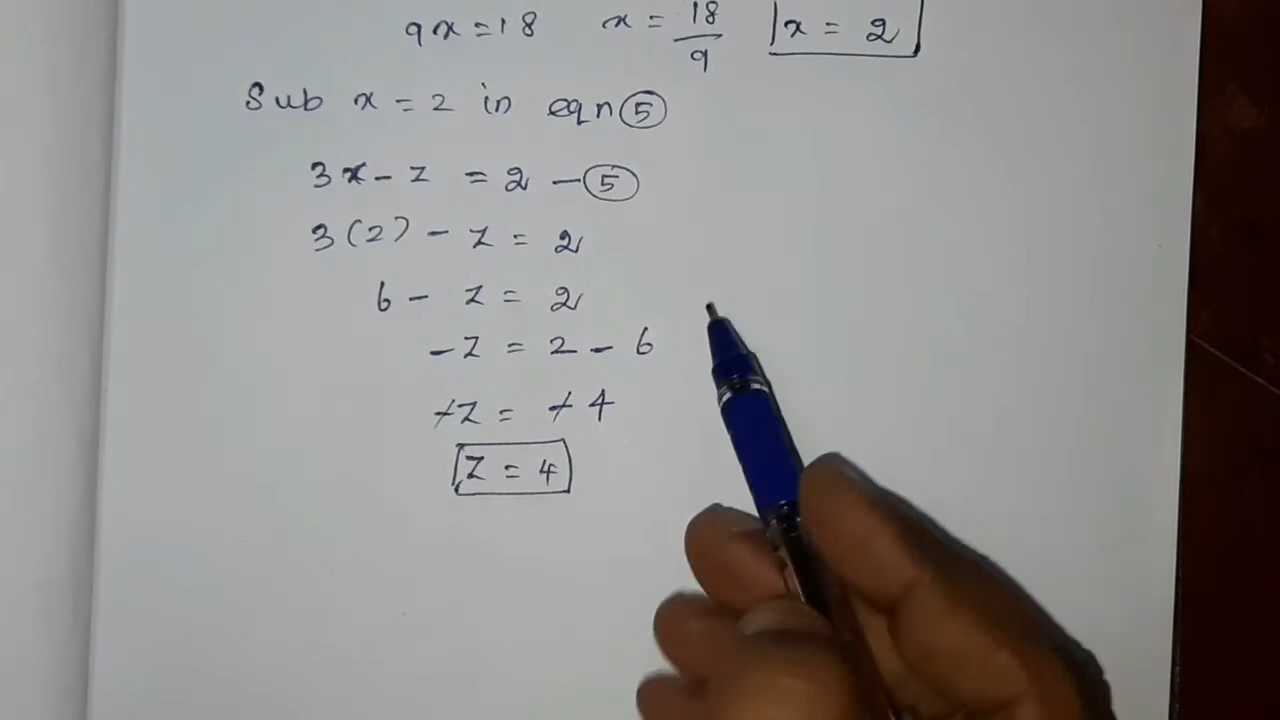 9x = 18 x = 18/9 x = 2
Sub x = 2 in eqn ⑤
3x - z = 2 - ⑤
3(2) - z = 2
6 - z = 2
-z = 2 - 6
+z = +4
z = 4